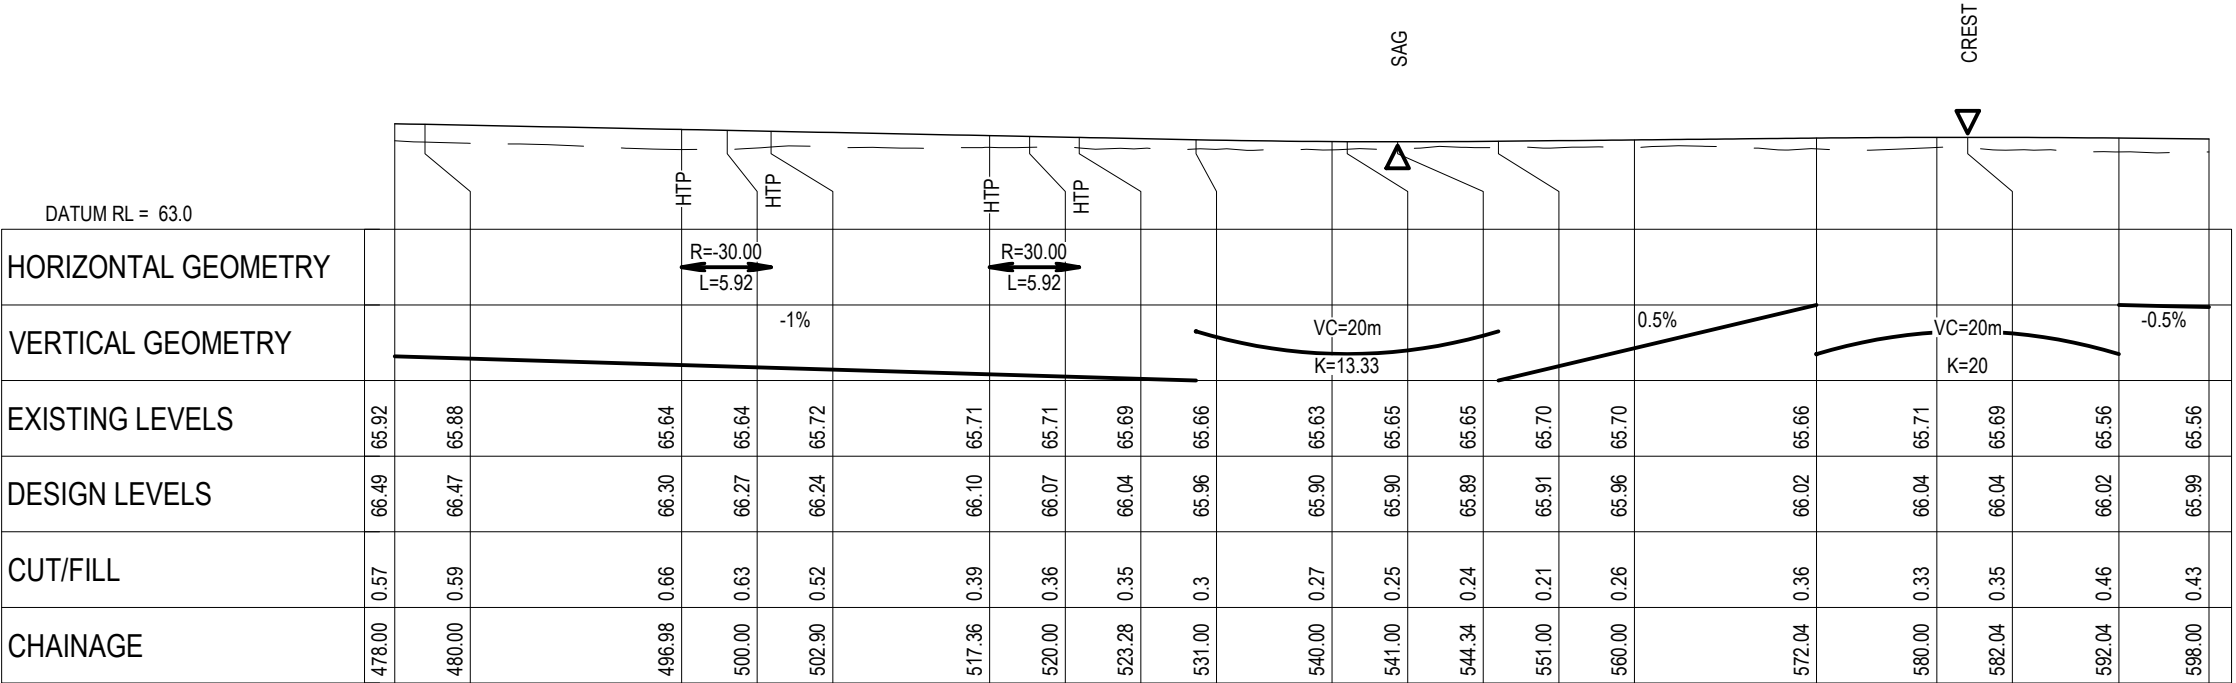 SAG
CREST
HTP
HTP
HTP
HTP
DATUM RL = 63.0
HORIZONTAL GEOMETRY
R=-30.00
L=5.92
R=30.00
L=5.92
VERTICAL GEOMETRY
-1%
VC=20m
K=13.33
0.5%
VC=20m
K=20
-0.5%
EXISTING LEVELS 65.92 65.88 65.64 65.64 65.72 65.71 65.71 65.69 65.66 65.63 65.65 65.65 65.70 65.70 65.66 65.71 65.69 65.56 65.56
DESIGN LEVELS 66.49 66.47 66.30 66.27 66.24 66.10 66.07 66.04 65.96 65.90 65.90 65.89 65.91 65.96 66.02 66.04 66.04 66.02 65.99
CUT/FILL 0.57 0.59 0.66 0.63 0.52 0.39 0.36 0.35 0.3 0.27 0.25 0.24 0.21 0.26 0.36 0.33 0.35 0.46 0.43
CHAINAGE 478.00 480.00 496.98 500.00 502.90 517.36 520.00 523.28 531.00 540.00 541.00 544.34 551.00 560.00 572.04 580.00 582.04 592.04 598.00